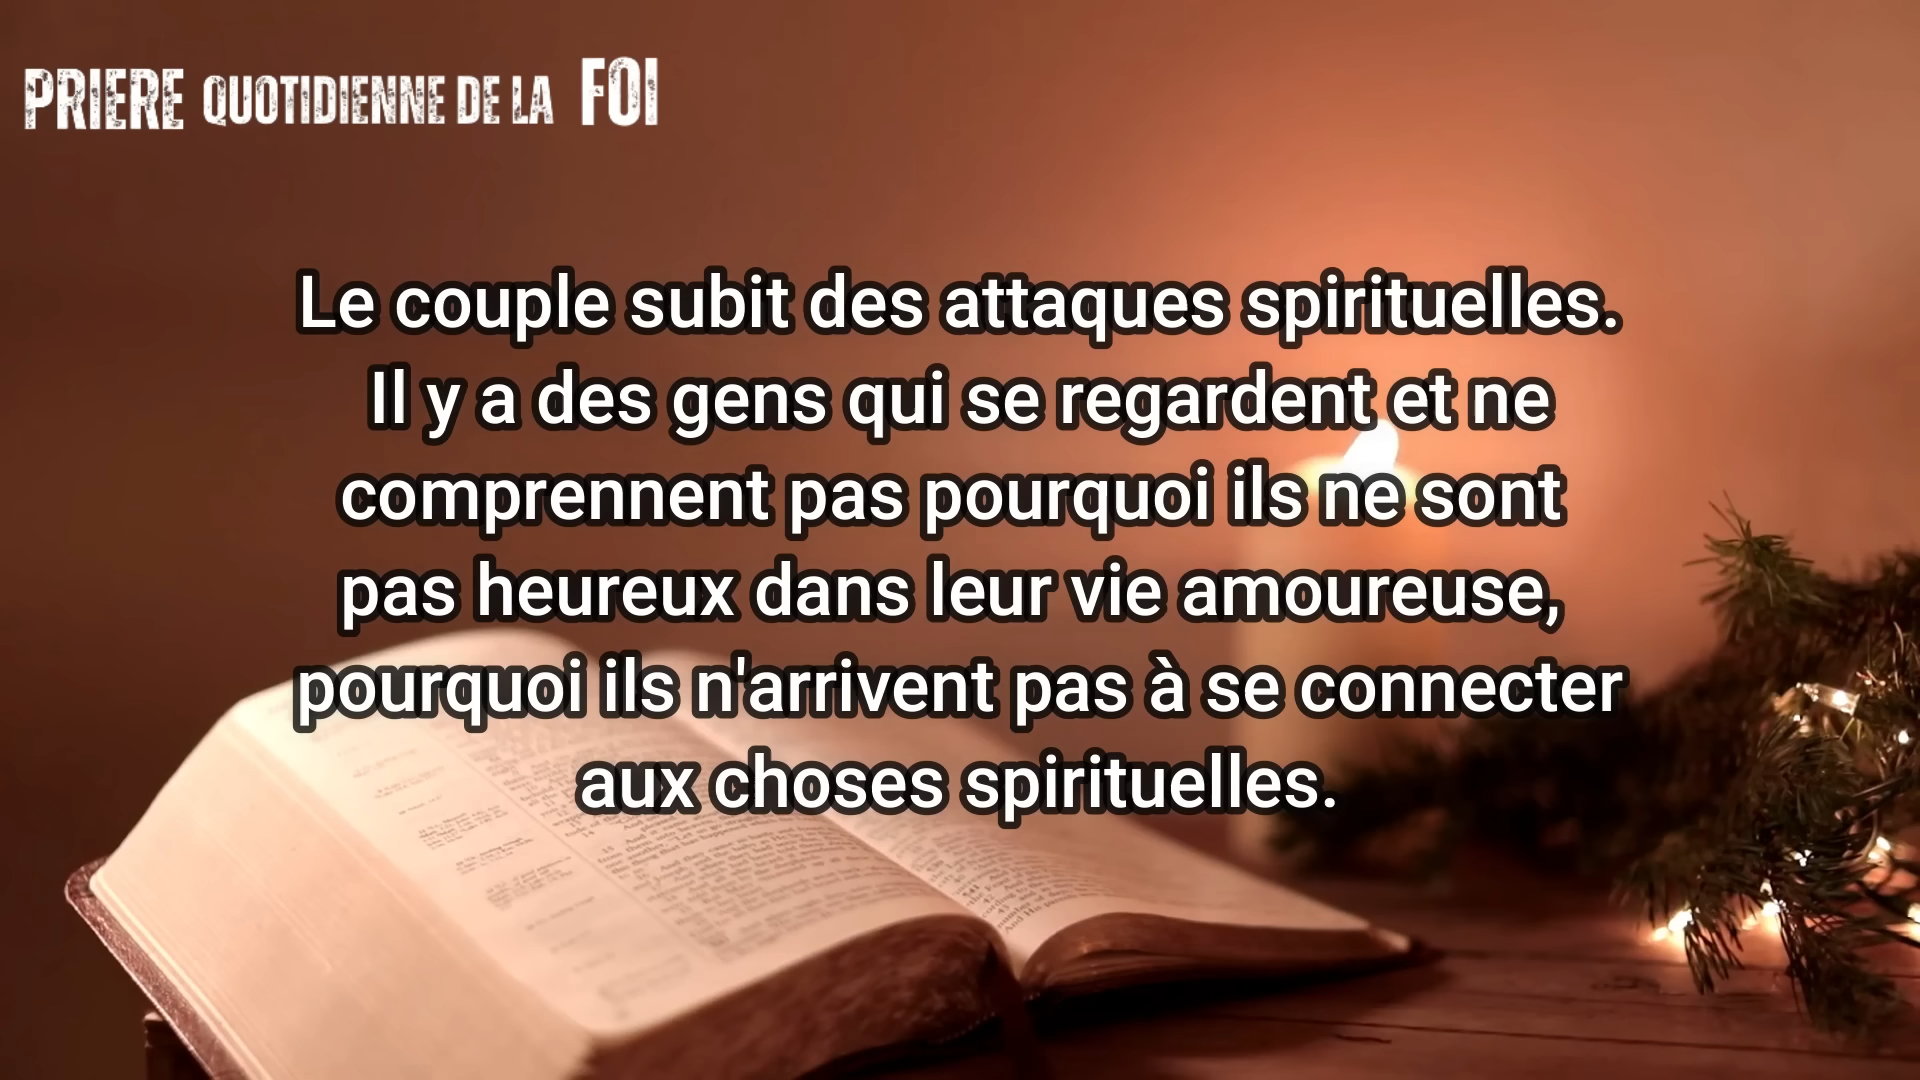 PRIERE QUOTIDIENNE DE LA FOI
Le couple subit des attaques spirituelles.
Il y a des gens qui se regardent et ne
comprennent pas pourquoi ils ne sont
pas heureux dans leur vie amoureuse,
pourquoi ils n'arrivent pas à se connecter
aux choses spirituelles.